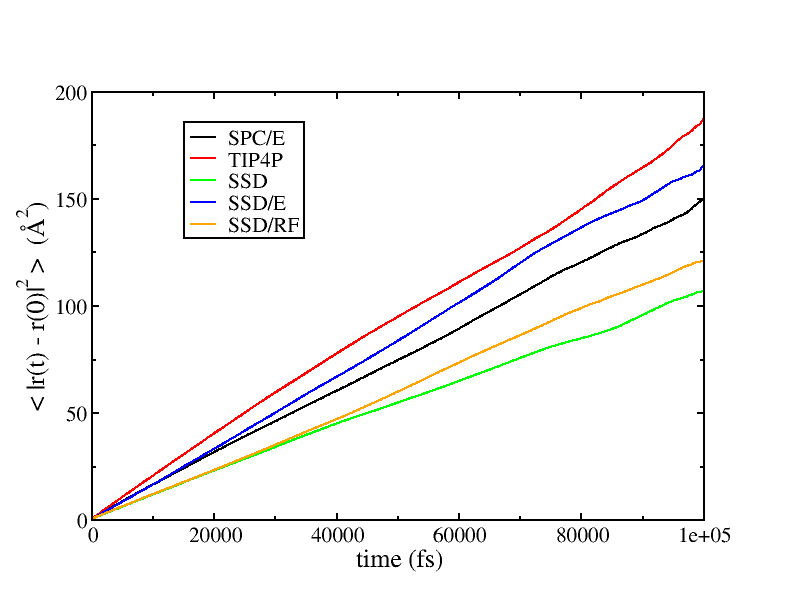 200
150
100
50
0
< |r(t) - r(0)|² > (Å²)
SPC/E
TIP4P
SSD
SSD/E
SSD/RF
0 20000 40000 60000 80000 1e+05
time (fs)